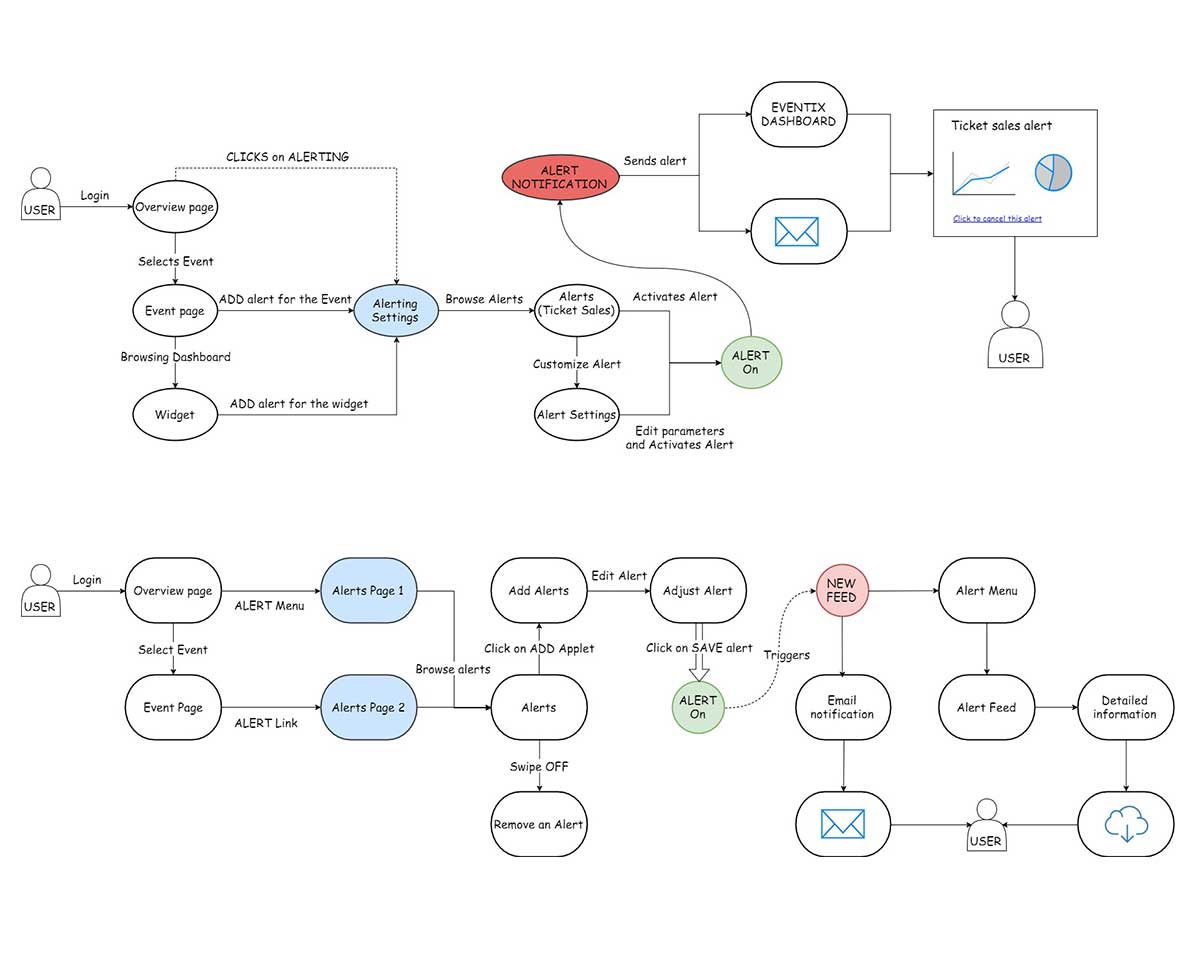 EVENTIX
DASHBOARD
Ticket sales alert
CLICKS on ALERTING
Sends alert
ALERT
NOTIFICATION
Login
USER
Overview page
Click to cancel this alert
Selects Event
ADD alert for the Event
Browse Alerts
Alerts
(Ticket Sales)
Activates Alert
Event page
Alerting
Settings
Browsing Dashboard
Customize Alert
ALERT
On
USER
ADD alert for the widget
Widget
Alert Settings
Edit parameters
and Activates Alert
Login
USER
Overview page
ALERT Menu
Alerts Page 1
Add Alerts
Edit Alert
Adjust Alert
NEW
FEED
Alert Menu
Select Event
Browse alerts
Click on ADD Applet
Click on SAVE alert
Triggers
Event Page
ALERT Link
Alerts Page 2
Alerts
ALERT
On
Email
notification
Alert Feed
Detailed
information
Swipe OFF
Remove an Alert
USER